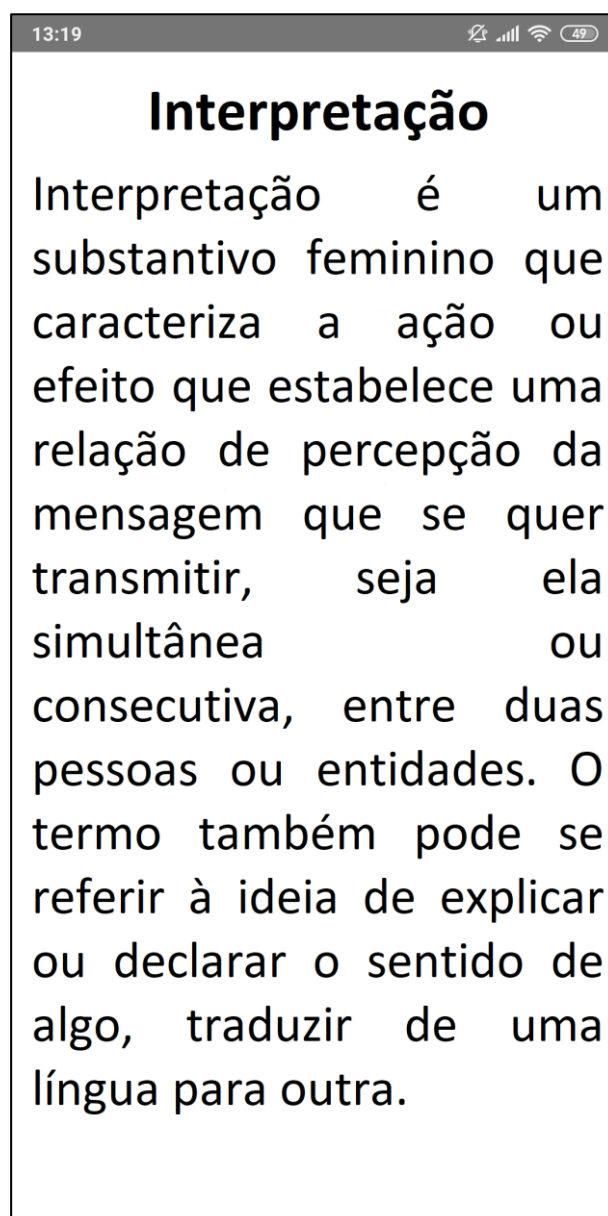 13:19
49
Interpretação
Interpretação é um
substantivo feminino que
caracteriza a ação ou
efeito que estabelece uma
relação de percepção da
mensagem que se quer
transmitir, seja ela
simultânea ou
consecutiva, entre duas
pessoas ou entidades. O
termo também pode se
referir à ideia de explicar
ou declarar o sentido de
algo, traduzir de uma
língua para outra.